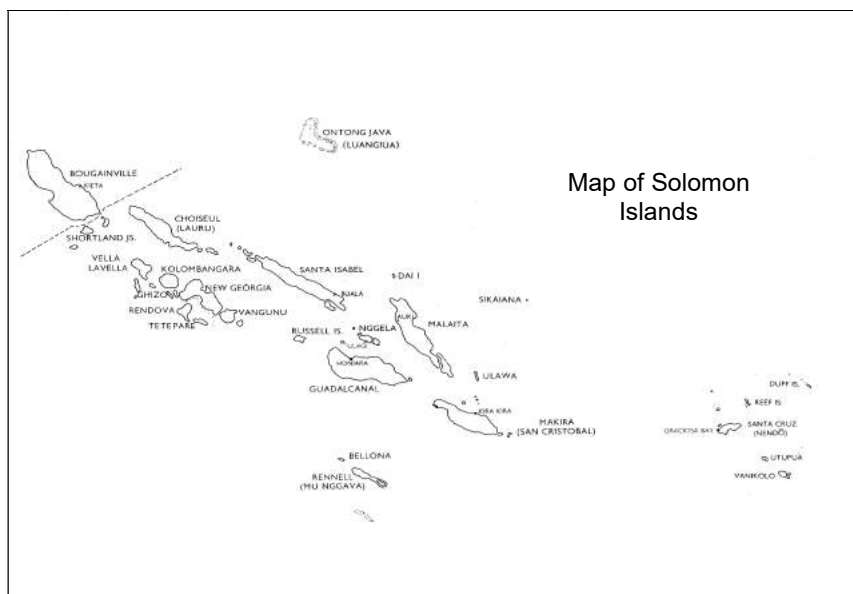 ONTONG JAVA
(LUANGIUA)
Map of Solomon
Islands
BOUGAINVILLE
KIETA
CHOISEUL
(LAURU)
SHORTLAND IS.
VELLA
LAVELLA
KOLOMBANGARA
SANTA ISABEL
DAI I
GHIZO
NEW GEORGIA
BUALA
SIKAIANA
RENDOVA
VANGUNU
AUKI
MALAITA
TETEPARE
RUSSELL IS.
NGGELA
TULAGI
HONIARA
GUADALCANAL
ULAWA
DUFF IS.
REEF IS.
KIRA KIRA
MAKIRA
(SAN CRISTOBAL)
GRACIOSA BAY
SANTA CRUZ
(NENDÖ)
BELLONA
UTUPUA
RENNELL
(MU NGGAVA)
VANIKOLO